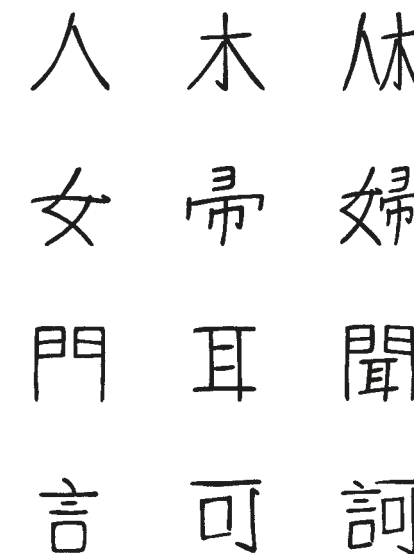 人 木 休
女 帚 婦
門 耳 聞
言 可 訶